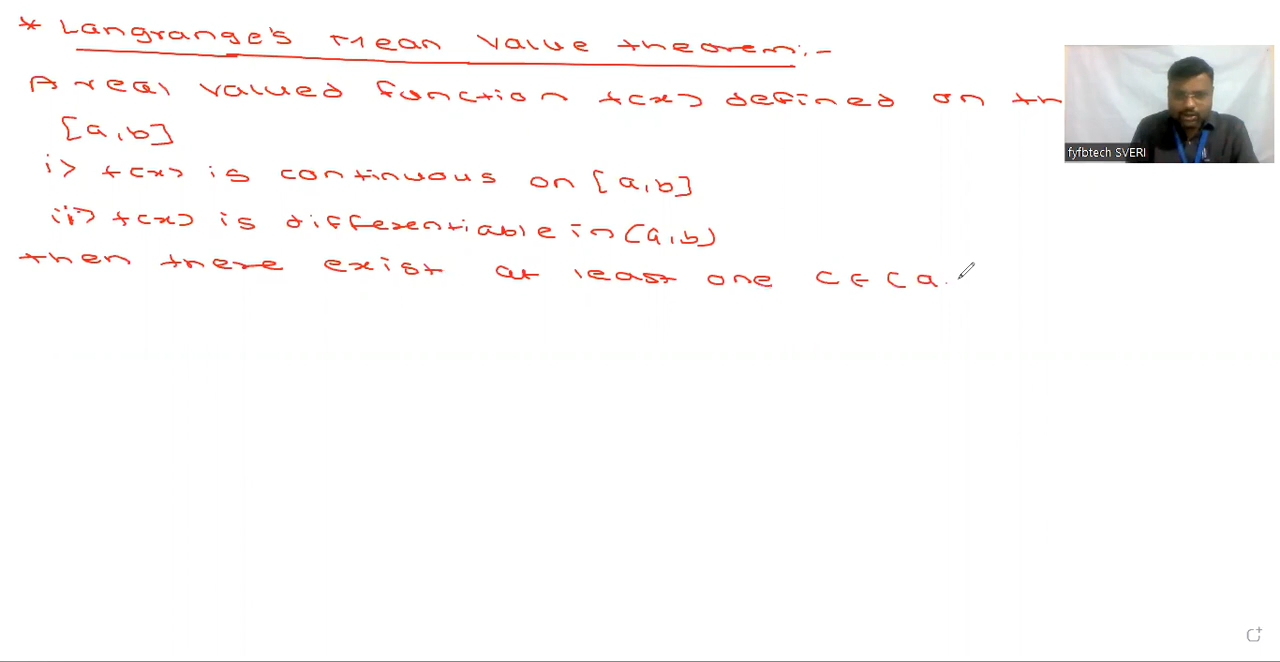 * Langrange's Mean Value theorem:-
A real valued function f(x) defined on th
[a,b]
i> f(x) is continuous on [a,b]
ii> f(x) is differentiable in (a,b)
then there exist at least one C ∈ ( a.
fyfbtech SVERI